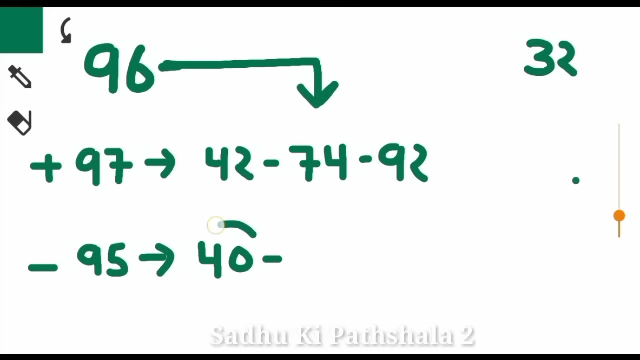 96 32
+ 97 → 42 - 74 - 92
- 95 → 40 -
Sadhu Ki Pathshala 2